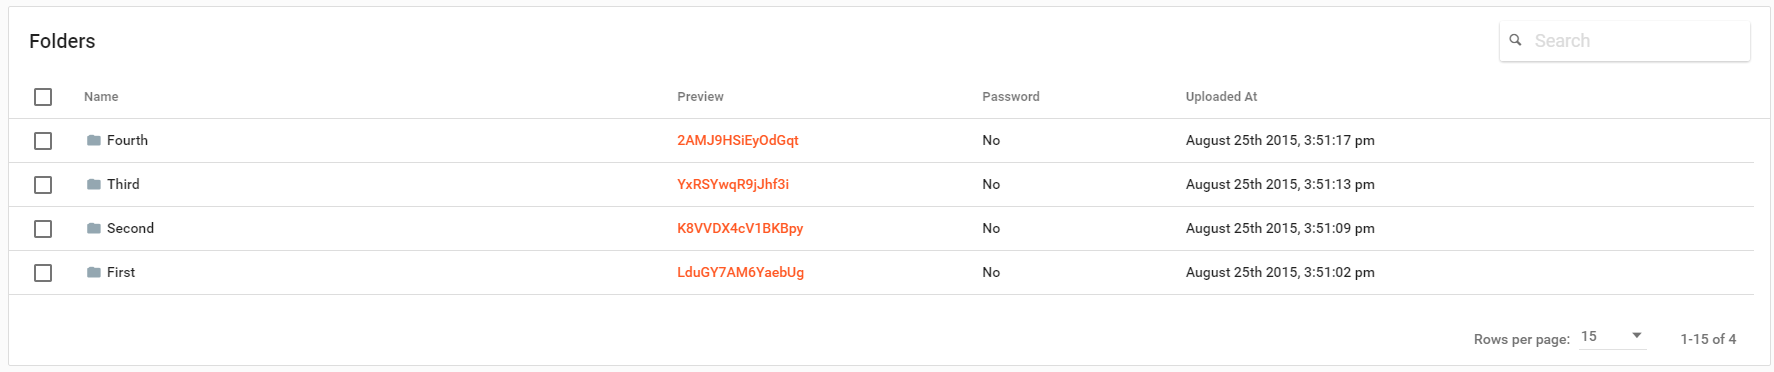 Folders
Search
Name Preview Password Uploaded At
Fourth 2AMJ9HSiEyOdGqt No August 25th 2015, 3:51:17 pm
Third YxRSYwqR9jJhf3i No August 25th 2015, 3:51:13 pm
Second K8VVDX4cV1BKBpy No August 25th 2015, 3:51:09 pm
First LduGY7AM6YaebUg No August 25th 2015, 3:51:02 pm
Rows per page: 15 1-15 of 4